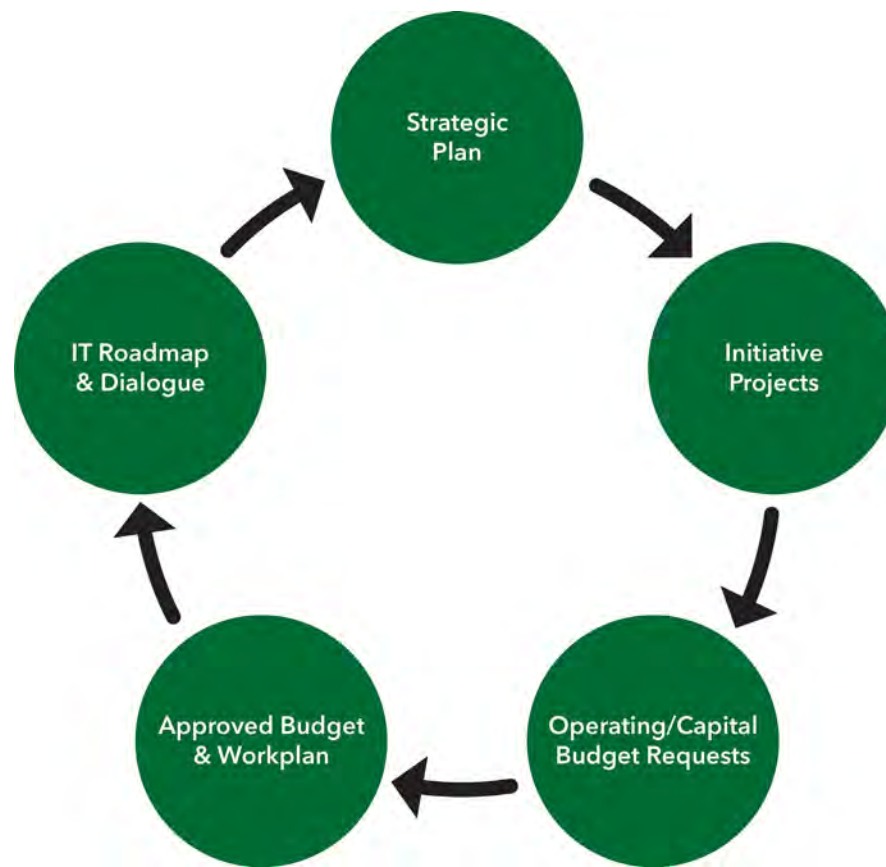 Strategic
Plan
Initiative
Projects
Operating/Capital
Budget Requests
Approved Budget
& Workplan
IT Roadmap
& Dialogue